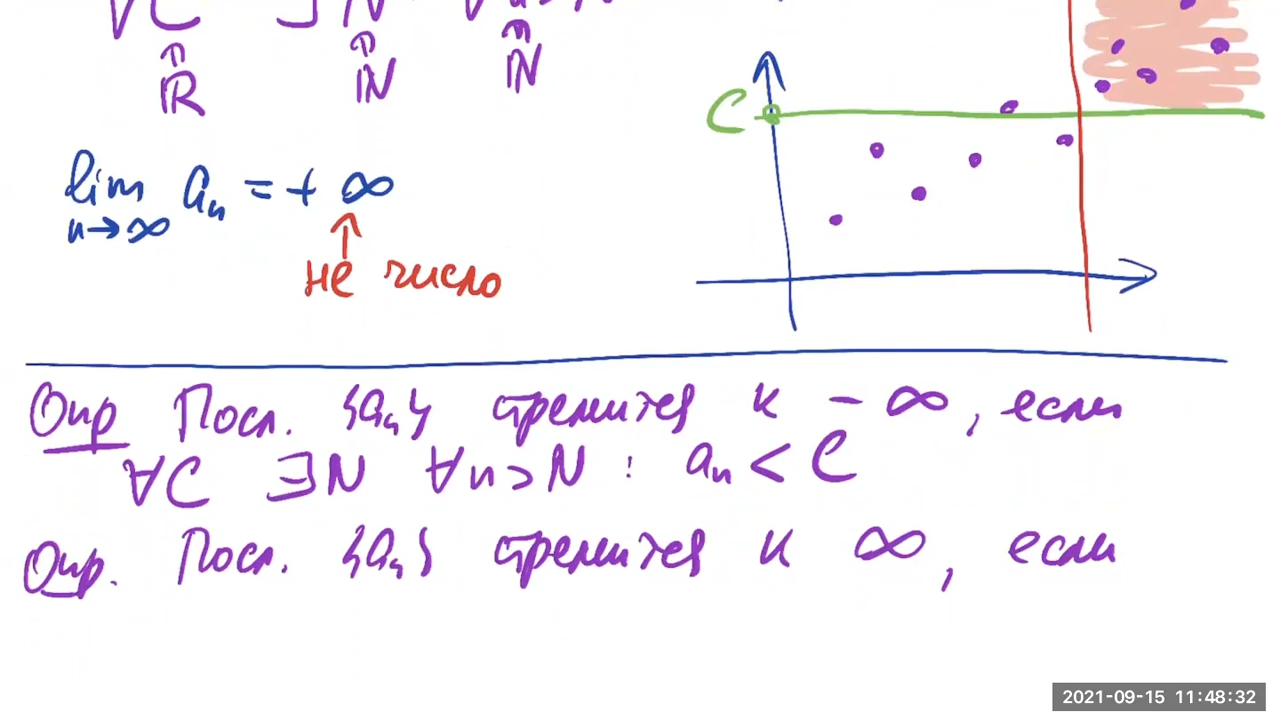 ∀C ∃N ∀n>N
ℝ ℕ ℕ
C
lim aₙ = + ∞
n→∞
не число
Опр Посл. {aₙ} стремится к − ∞, если
∀C ∃N ∀n>N : aₙ < C
Опр. Посл. {aₙ} стремится к ∞, если
2021-09-15 11:48:32